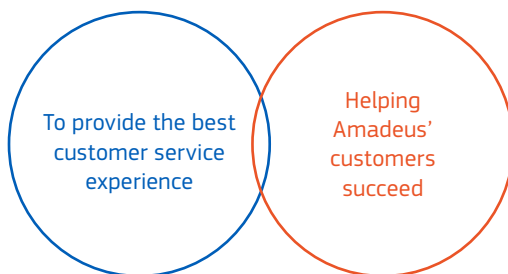 To provide the best
customer service
experience
Helping
Amadeus’
customers
succeed